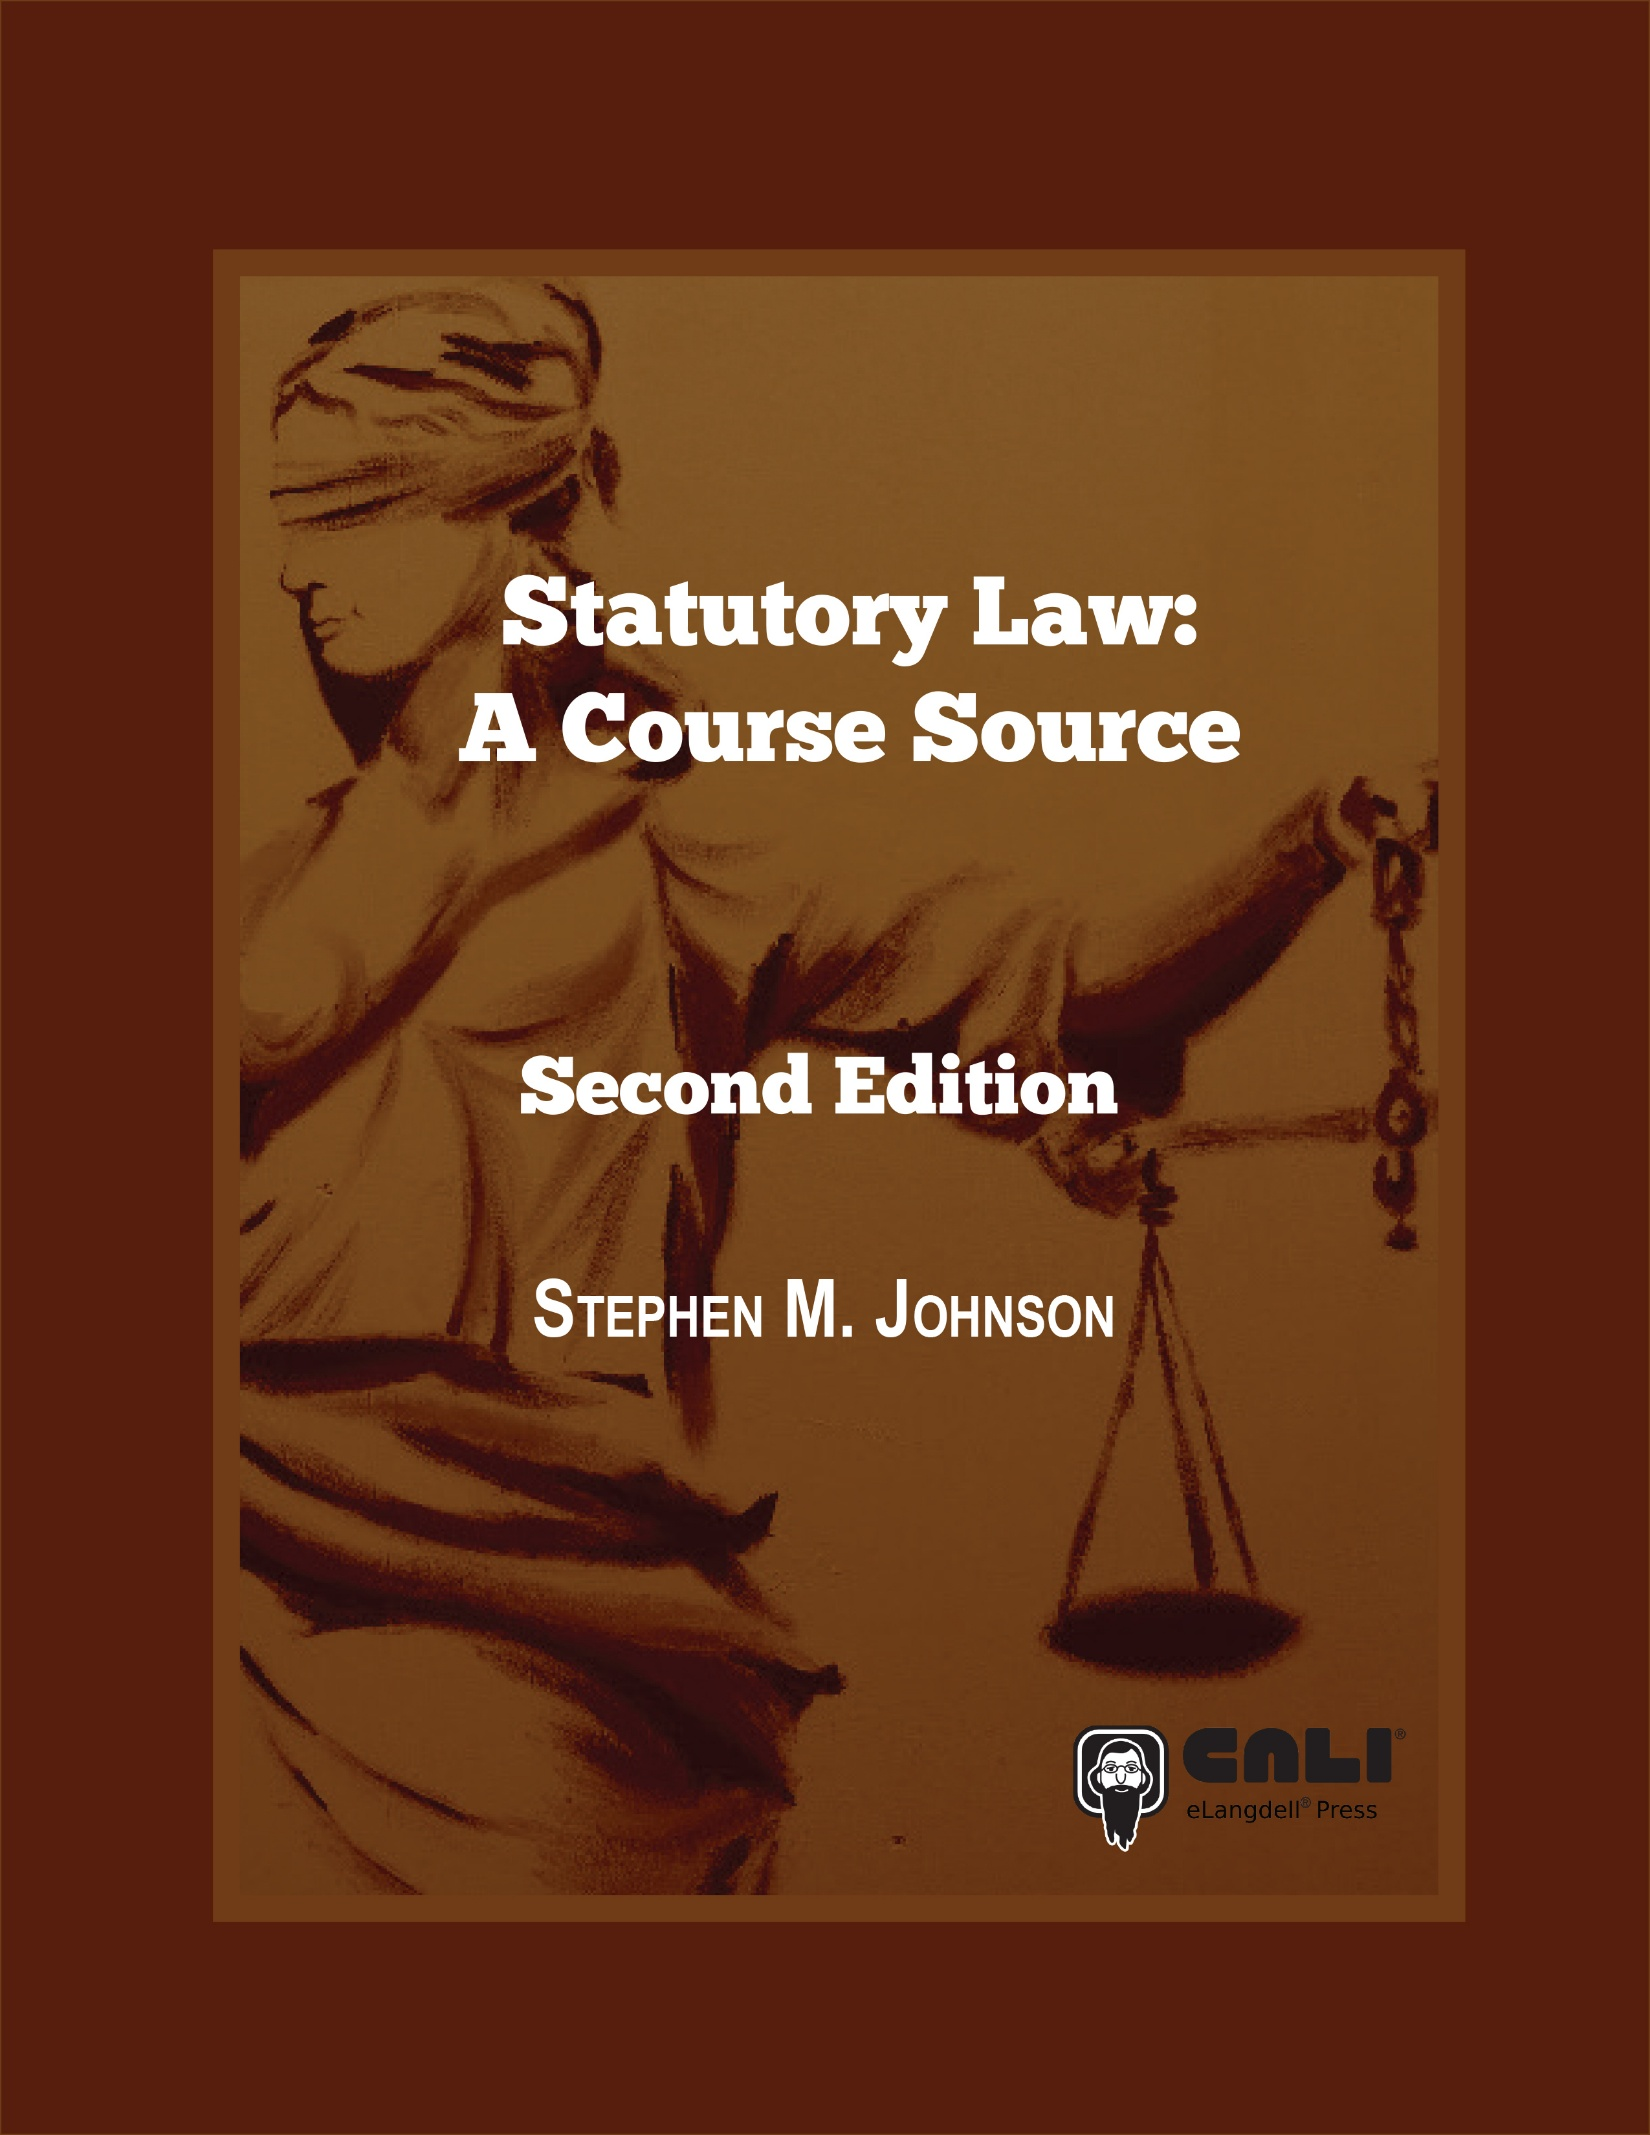 Statutory Law:
A Course Source
Second Edition
STEPHEN M. JOHNSON
CALI®
eLangdell® Press